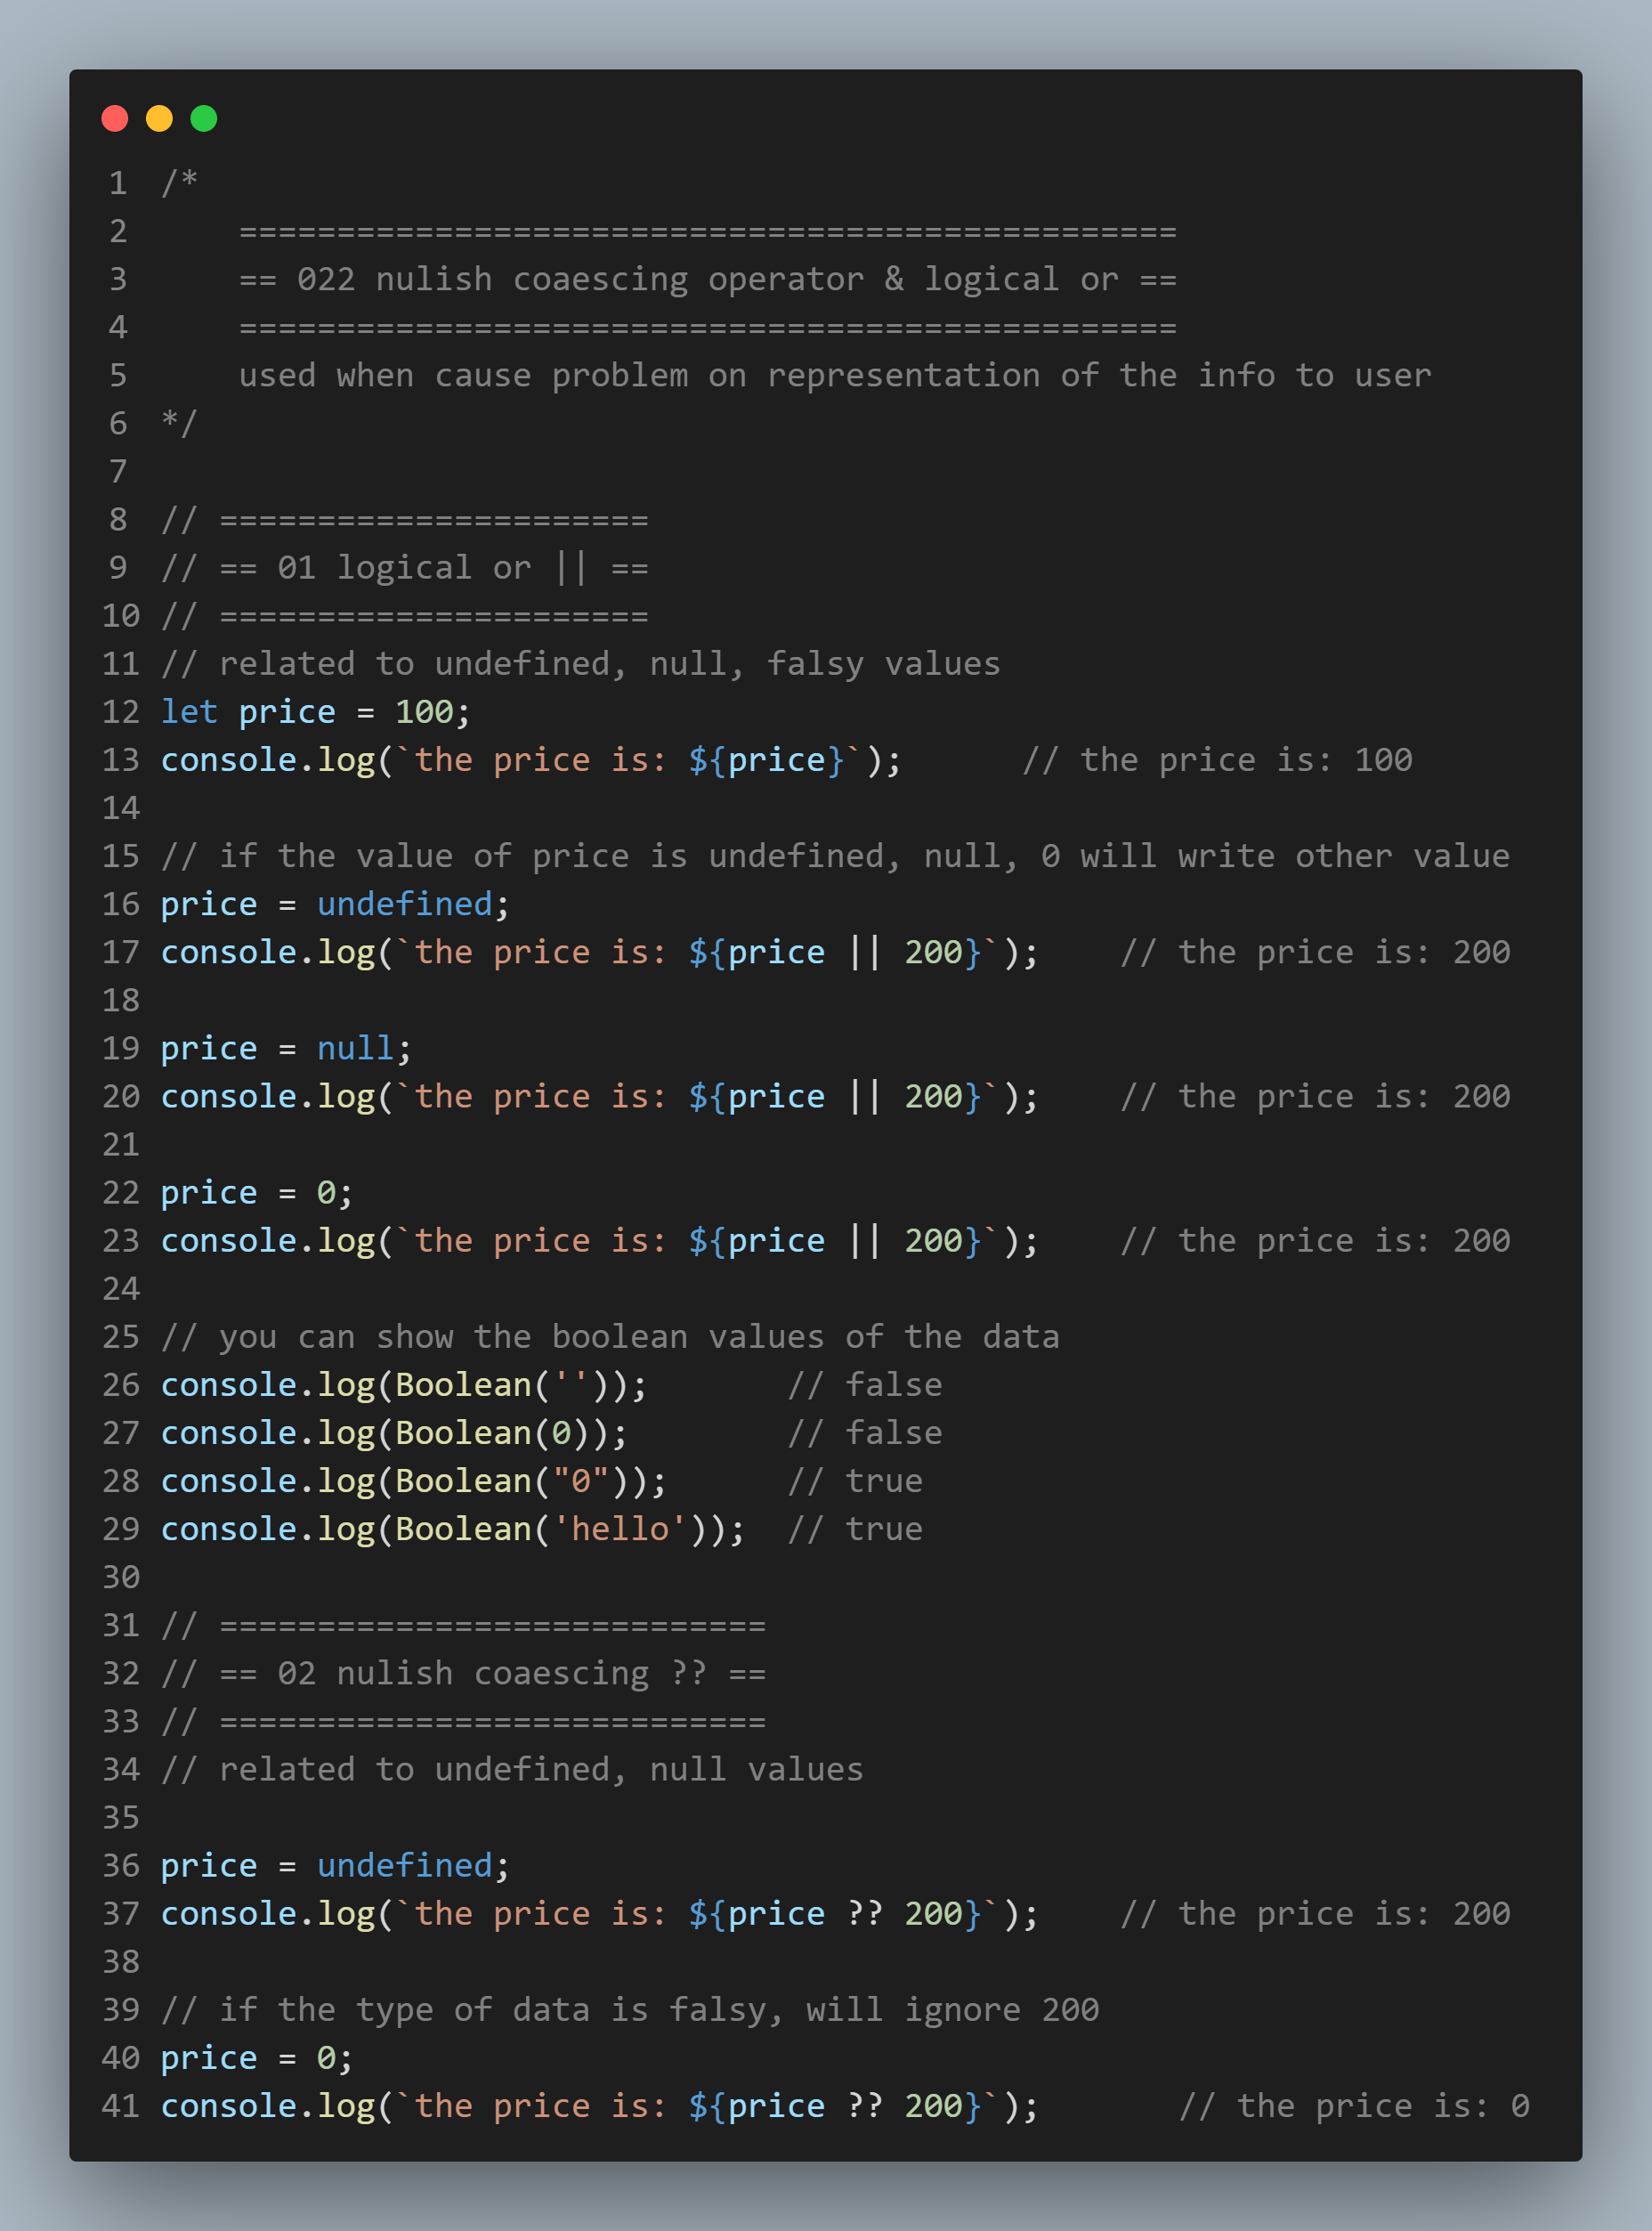 1 /*
2     ================================================
3     == 022 nulish coaescing operator & logical or ==
4     ================================================
5     used when cause problem on representation of the info to user
6 */
7
8 // ======================
9 // == 01 logical or || ==
10 // ======================
11 // related to undefined, null, falsy values
12 let price = 100;
13 console.log(`the price is: ${price}`);      // the price is: 100
14
15 // if the value of price is undefined, null, 0 will write other value
16 price = undefined;
17 console.log(`the price is: ${price || 200}`);    // the price is: 200
18
19 price = null;
20 console.log(`the price is: ${price || 200}`);    // the price is: 200
21
22 price = 0;
23 console.log(`the price is: ${price || 200}`);    // the price is: 200
24
25 // you can show the boolean values of the data
26 console.log(Boolean(''));       // false
27 console.log(Boolean(0));        // false
28 console.log(Boolean("0"));      // true
29 console.log(Boolean('hello'));  // true
30
31 // ============================
32 // == 02 nulish coaescing ?? ==
33 // ============================
34 // related to undefined, null values
35
36 price = undefined;
37 console.log(`the price is: ${price ?? 200}`);    // the price is: 200
38
39 // if the type of data is falsy, will ignore 200
40 price = 0;
41 console.log(`the price is: ${price ?? 200}`);       // the price is: 0